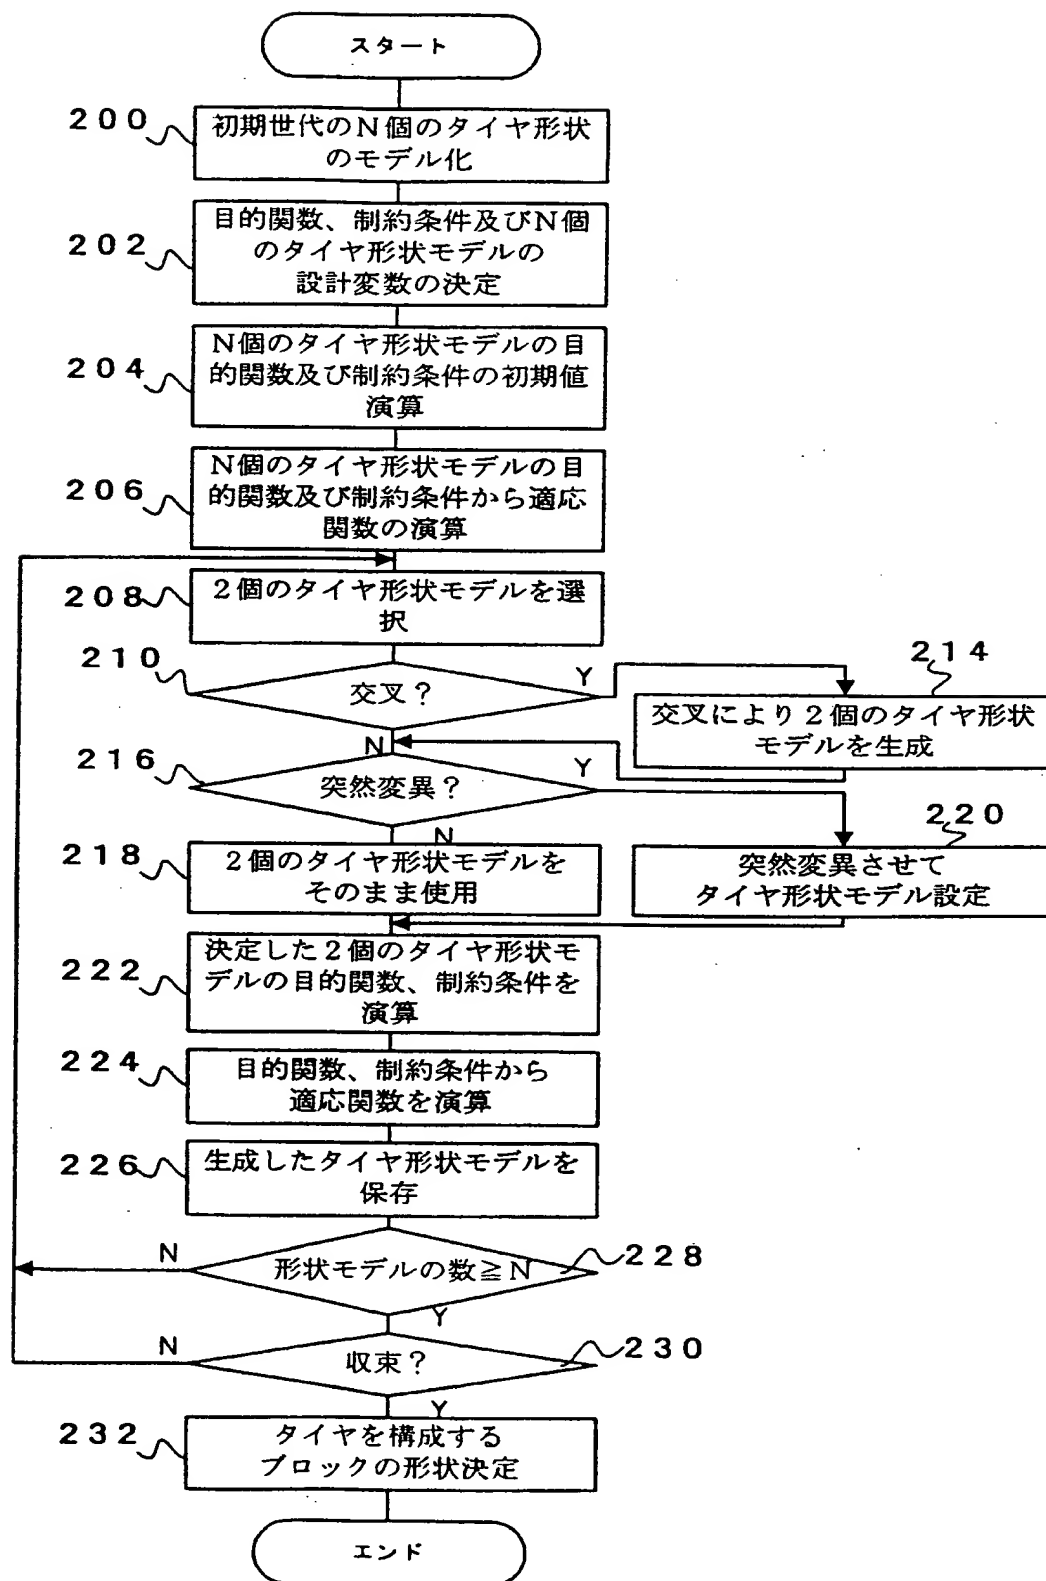 スタート
200
初期世代のN個のタイヤ形状
のモデル化
202
目的関数、制約条件及びN個
のタイヤ形状モデルの
設計変数の決定
204
N個のタイヤ形状モデルの目
的関数及び制約条件の初期値
演算
206
N個のタイヤ形状モデルの目
的関数及び制約条件から適応
関数の演算
208
2個のタイヤ形状モデルを選
択
210
交叉?
Y
N
214
交叉により2個のタイヤ形状
モデルを生成
216
突然変異?
Y
N
218
2個のタイヤ形状モデルを
そのまま使用
220
突然変異させて
タイヤ形状モデル設定
222
決定した2個のタイヤ形状モ
デルの目的関数、制約条件を
演算
224
目的関数、制約条件から
適応関数を演算
226
生成したタイヤ形状モデルを
保存
N
形状モデルの数≧N
228
Y
N
収束?
230
Y
232
タイヤを構成する
ブロックの形状決定
エンド